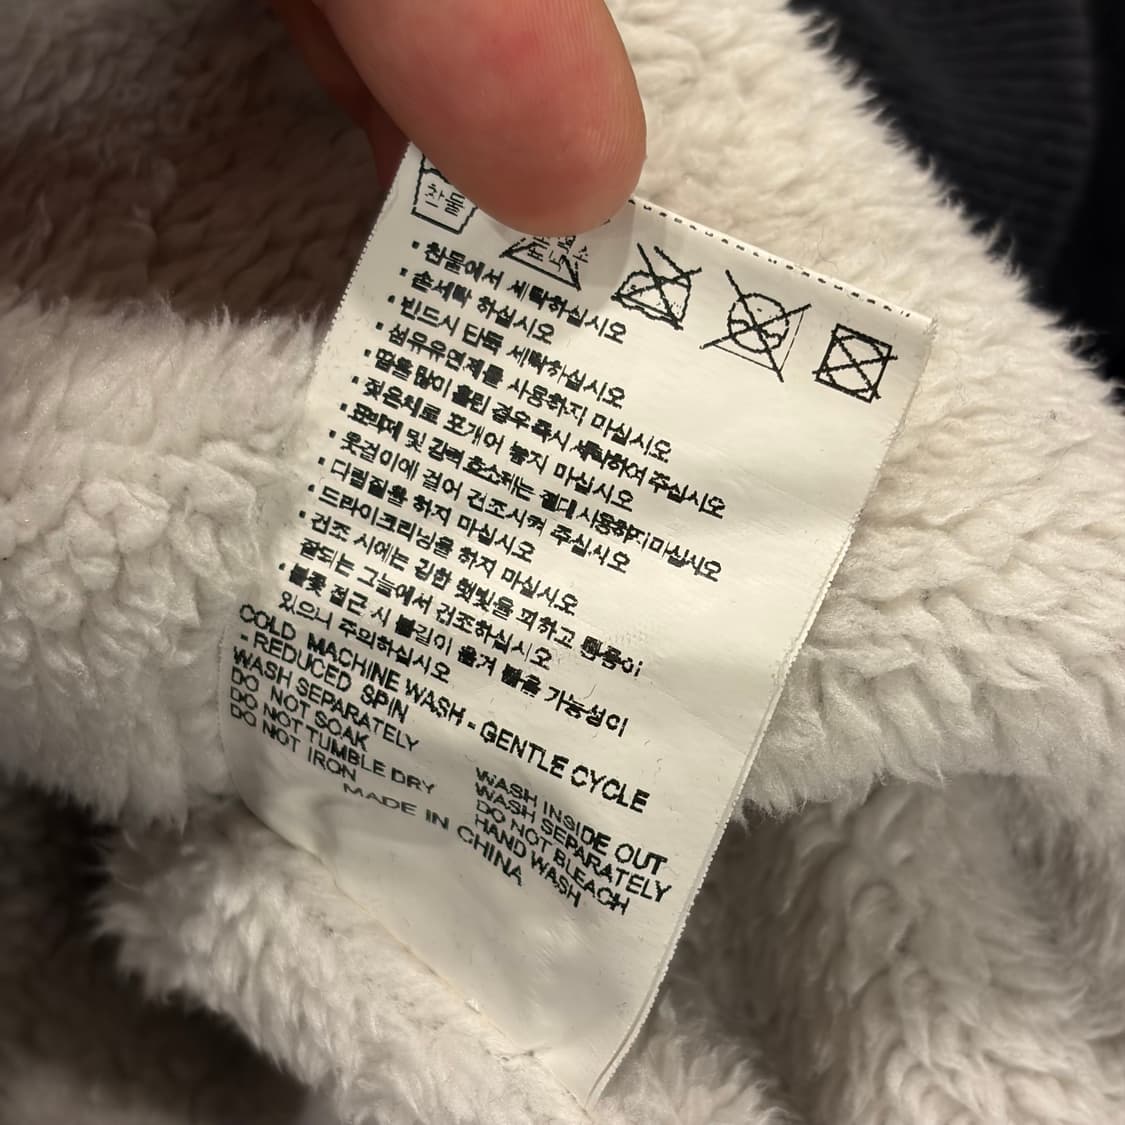 찬물
· 찬물에서 세탁하십시오
· 손세탁 하십시오
· 반드시 단독 세탁하십시오
· 섬유유연제를 사용하지 마십시오
· 땀을 많이 흘린 경우 즉시 세탁하여 주십시오
· 젖은체로 포개어 놓지 마십시오
· 표백제 및 강력 효소제는 절대 사용하지 마십시오
· 옷걸이에 걸어 건조시켜 주십시오
· 다림질을 하지 마십시오
· 드라이크리닝을 하지 마십시오
· 건조 시에는 강한 햇빛을 피하고 통풍이
잘되는 그늘에서 건조하십시오
· 불꽃 접근 시 불길이 옮겨 붙을 가능성이
있으니 주의하십시오
COLD MACHINE WASH - GENTLE CYCLE
- REDUCED SPIN
WASH SEPARATELY
DO NOT SOAK
DO NOT TUMBLE DRY
DO NOT IRON
WASH INSIDE OUT
WASH SEPARATELY
DO NOT BLEACH
HAND WASH
MADE IN CHINA